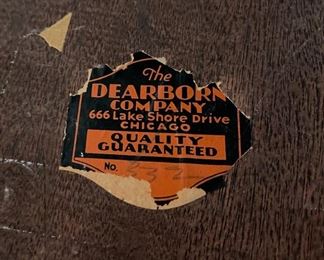 The
DEARBORN
COMPANY
666 Lake Shore Drive
CHICAGO
QUALITY
GUARANTEED
No.